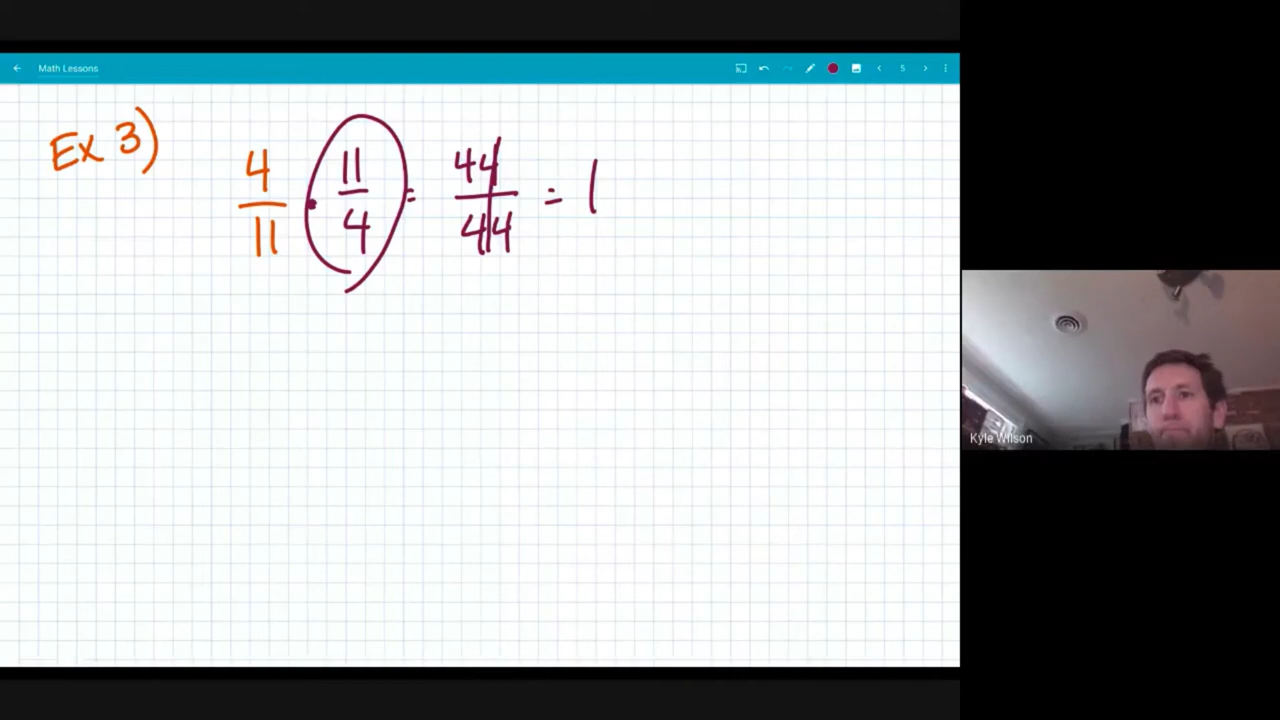 Math Lessons
5
Ex 3)
4/11 · 11/4 = 44/44 = 1
Kyle Wilson